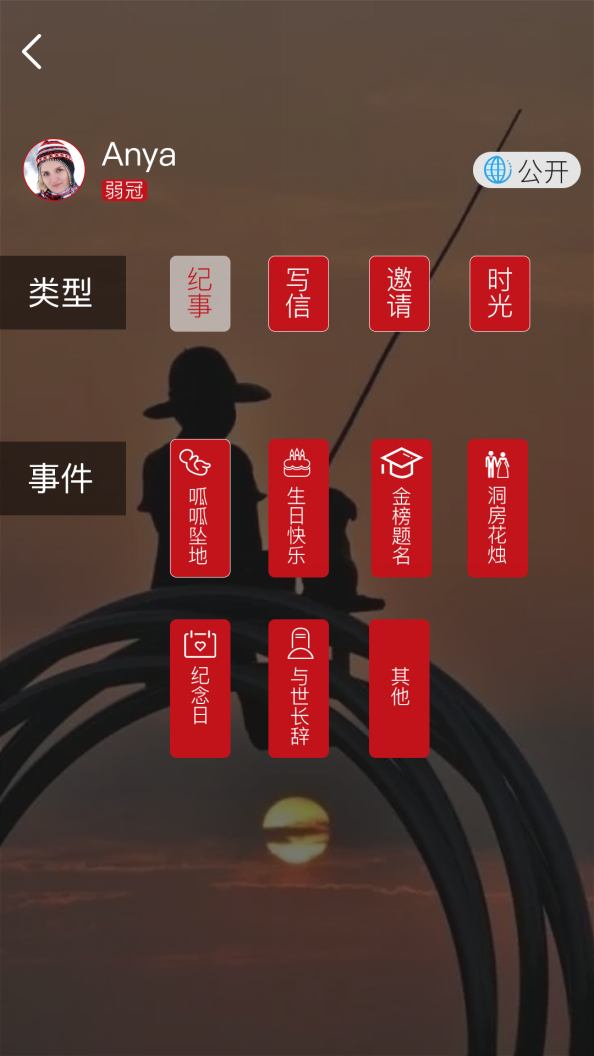 Anya
弱冠
公开
类型
纪事
写信
邀请
时光
事件
呱呱坠地
生日快乐
金榜题名
洞房花烛
纪念日
与世长辞
其他